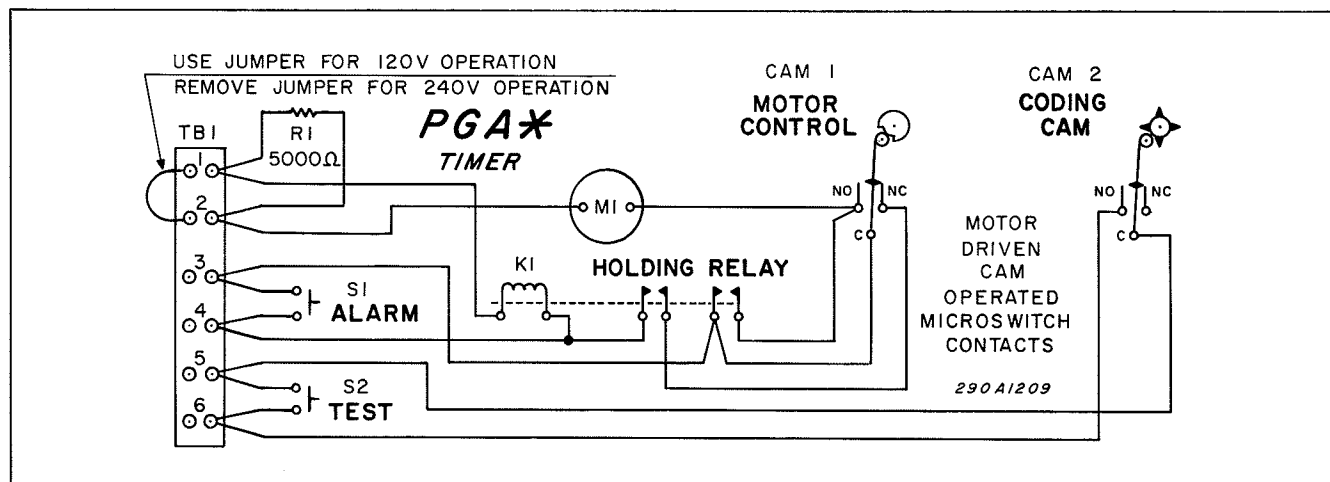 USE JUMPER FOR 120V OPERATION
REMOVE JUMPER FOR 240V OPERATION
PGA*
TIMER
CAM 1
MOTOR
CONTROL
CAM 2
CODING
CAM
TB1
R1
5000Ω
1
2
3
4
5
6
M1
NO
NC
C
NO
NC
C
K1
HOLDING RELAY
S1
ALARM
S2
TEST
MOTOR
DRIVEN
CAM
OPERATED
MICROSWITCH
CONTACTS
290A1209